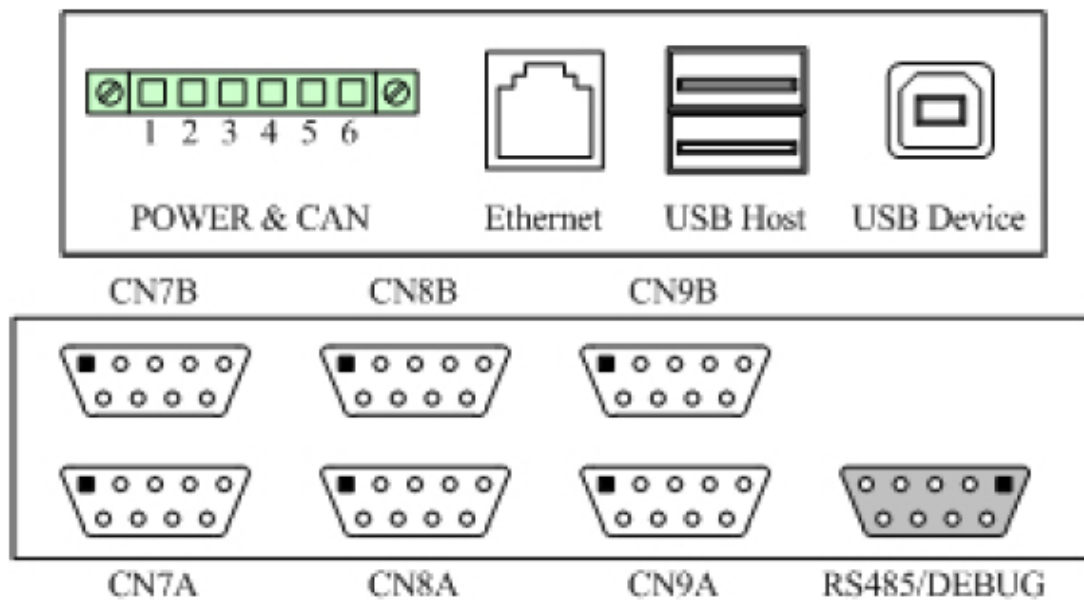 1 2 3 4 5 6
POWER & CAN Ethernet USB Host USB Device
CN7B CN8B CN9B
CN7A CN8A CN9A RS485/DEBUG